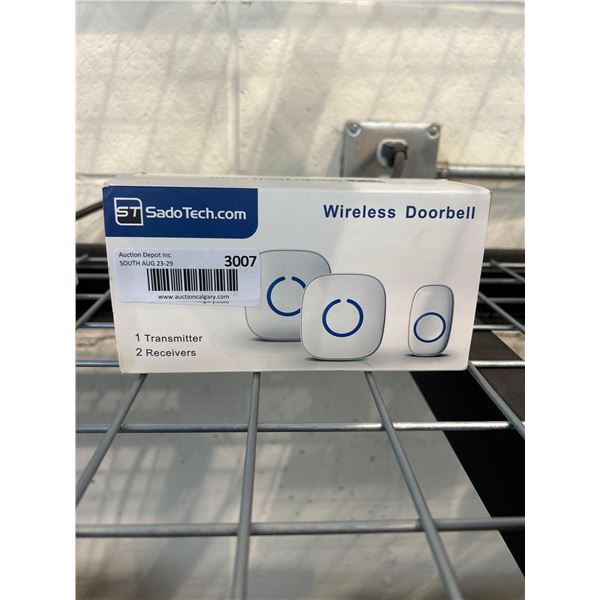 ST SadoTech.com
Wireless Doorbell
Auction Depot Inc
SOUTH AUG 23-29
3007
www.auctioncalgary.com
1 Transmitter
2 Receivers